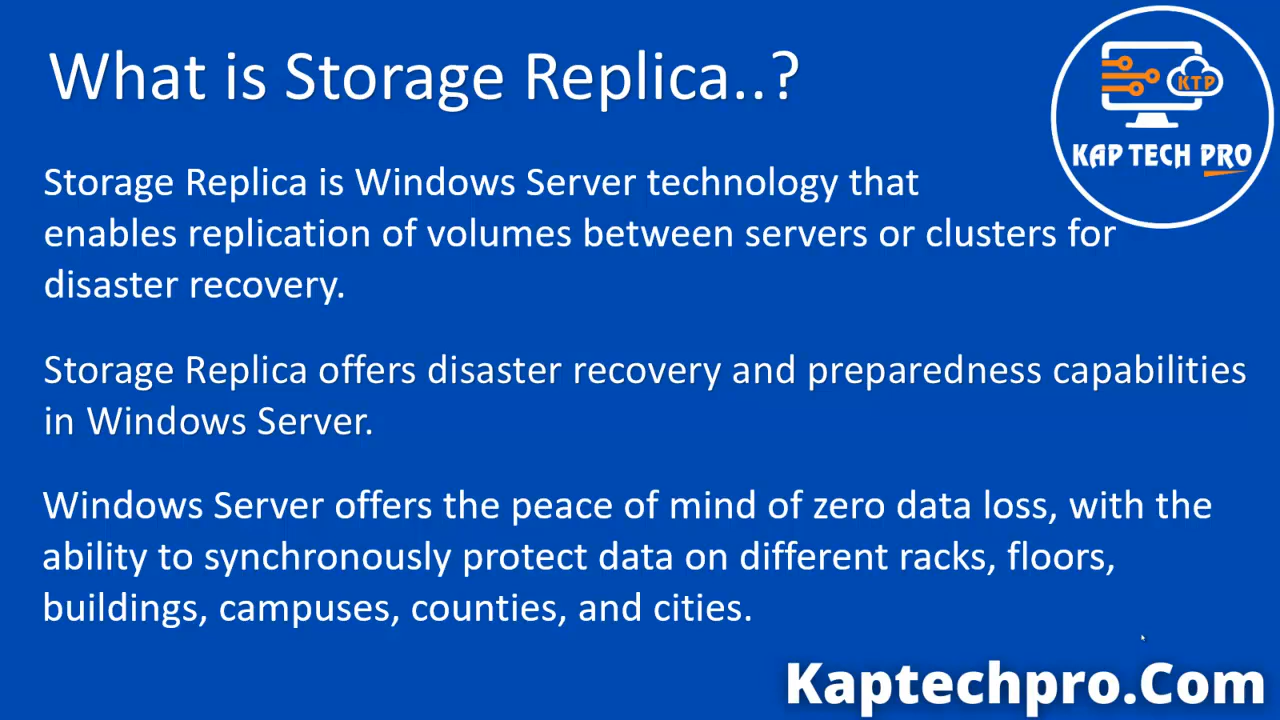 What is Storage Replica..?
KTP
KAP TECH PRO
Storage Replica is Windows Server technology that
enables replication of volumes between servers or clusters for
disaster recovery.
Storage Replica offers disaster recovery and preparedness capabilities
in Windows Server.
Windows Server offers the peace of mind of zero data loss, with the
ability to synchronously protect data on different racks, floors,
buildings, campuses, counties, and cities.
Kaptechpro.Com